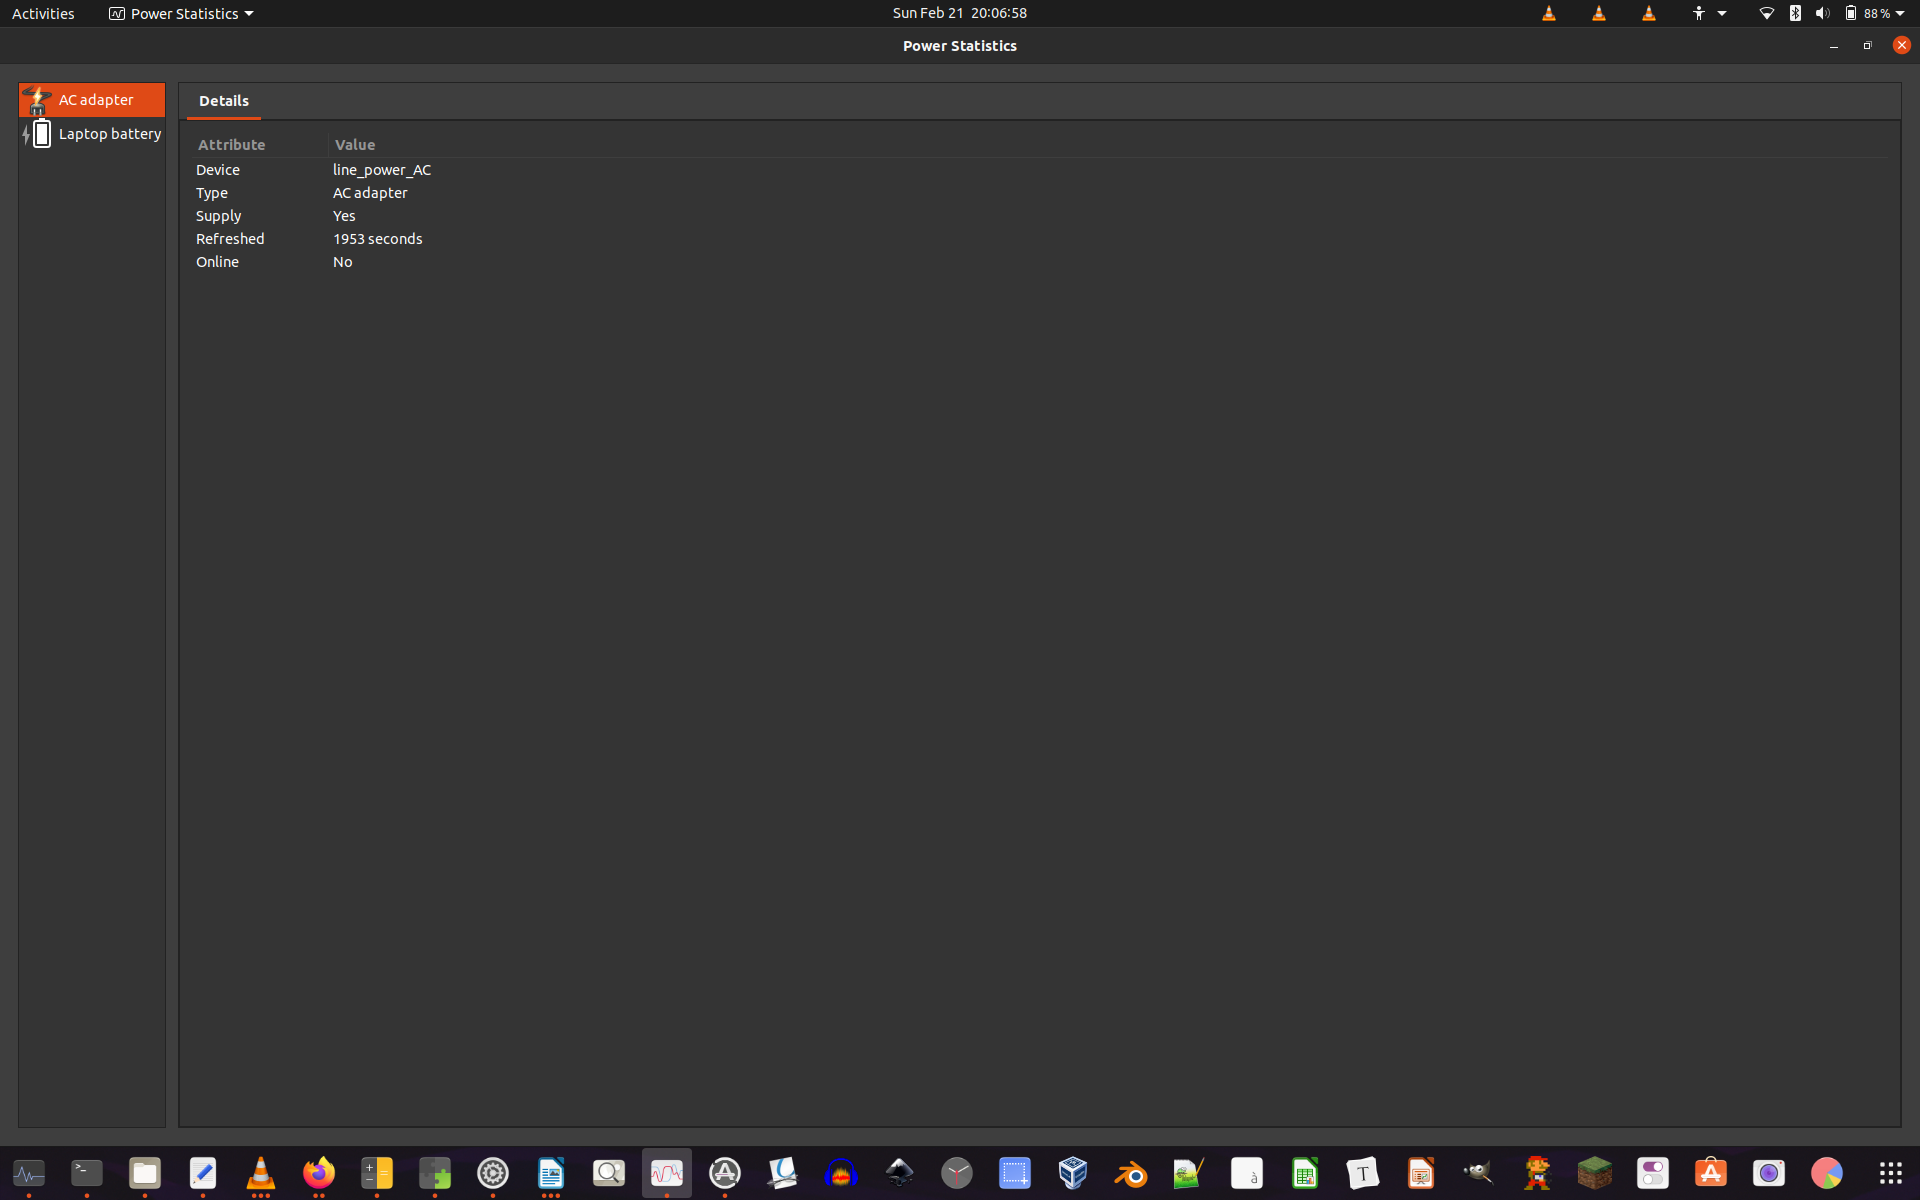 Activities Power Statistics Sun Feb 21 20:06:58 88 %
Power Statistics
AC adapter
Laptop battery
Details
Attribute Value
Device line_power_AC
Type AC adapter
Supply Yes
Refreshed 1953 seconds
Online No
>_
T
à